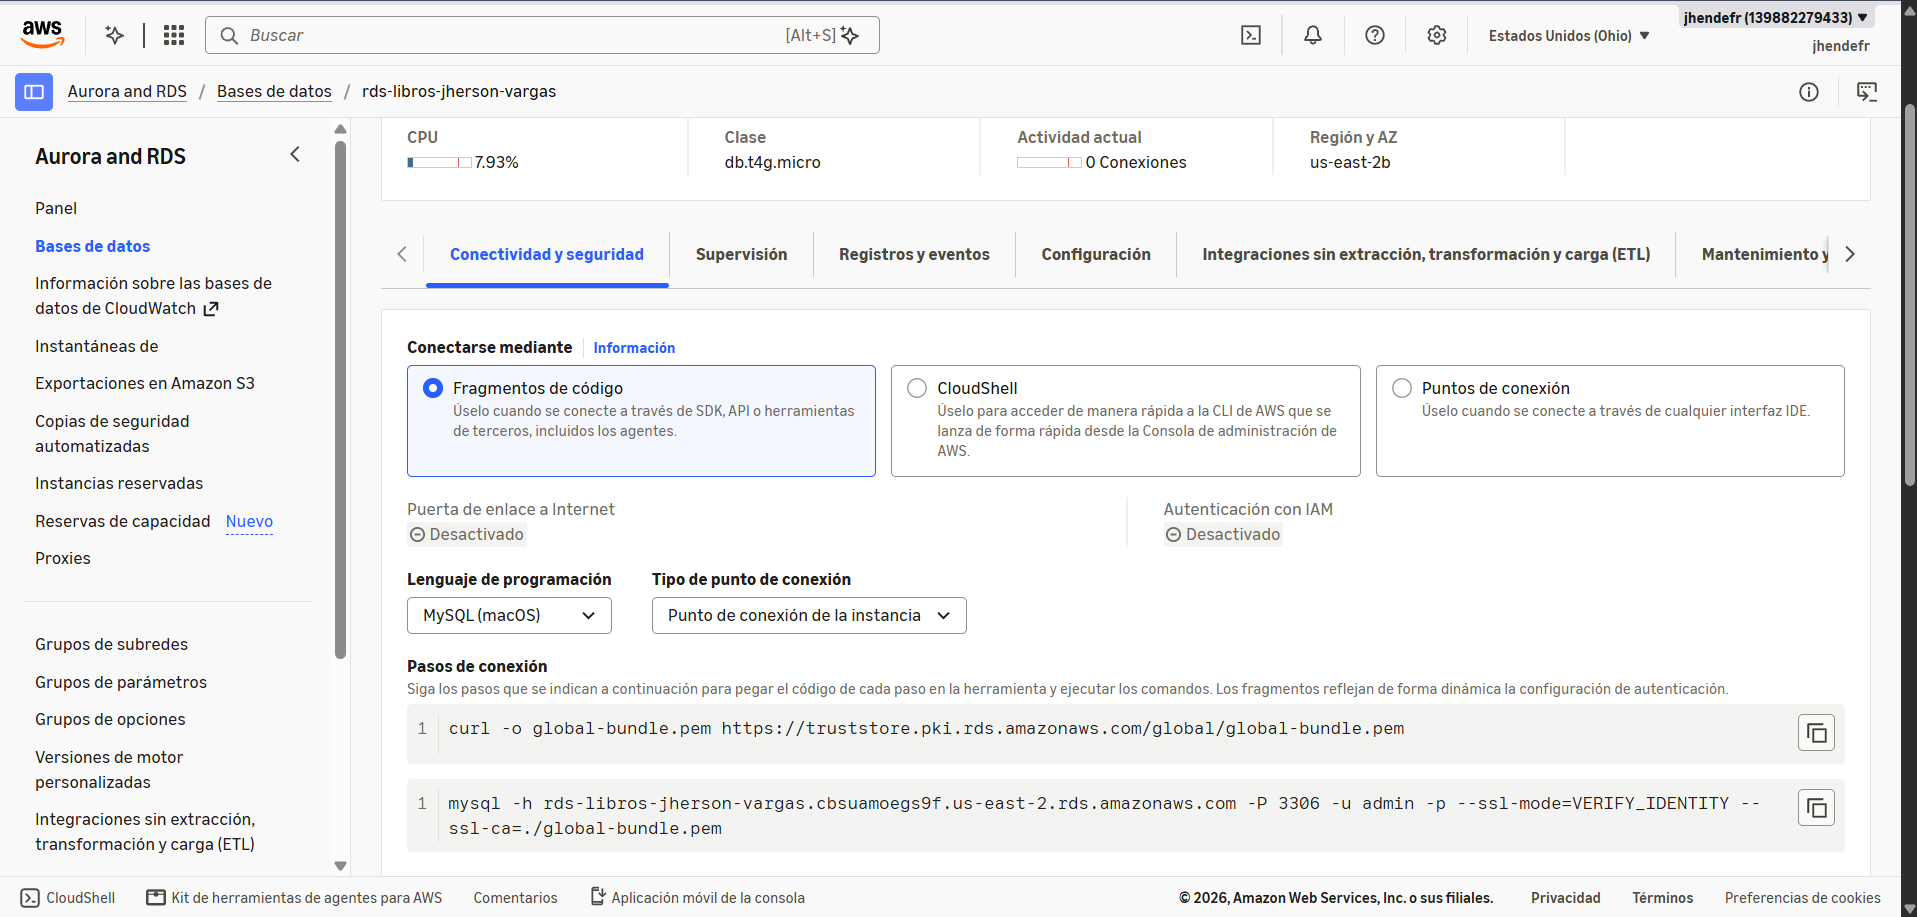 aws
Buscar
[Alt+S]
Estados Unidos (Ohio)
jhendefr (139882279433)
jhendefr
Aurora and RDS / Bases de datos / rds-libros-jherson-vargas
Aurora and RDS
Panel
Bases de datos
Información sobre las bases de
datos de CloudWatch
Instantáneas de
Exportaciones en Amazon S3
Copias de seguridad
automatizadas
Instancias reservadas
Reservas de capacidad Nuevo
Proxies
Grupos de subredes
Grupos de parámetros
Grupos de opciones
Versiones de motor
personalizadas
Integraciones sin extracción,
transformación y carga (ETL)
CPU
7.93%
Clase
db.t4g.micro
Actividad actual
0 Conexiones
Región y AZ
us-east-2b
Conectividad y seguridad
Supervisión
Registros y eventos
Configuración
Integraciones sin extracción, transformación y carga (ETL)
Mantenimiento y
Conectarse mediante
Información
Fragmentos de código
Úselo cuando se conecte a través de SDK, API o herramientas
de terceros, incluidos los agentes.
CloudShell
Úselo para acceder de manera rápida a la CLI de AWS que se
lanza de forma rápida desde la Consola de administración de
AWS.
Puntos de conexión
Úselo cuando se conecte a través de cualquier interfaz IDE.
Puerta de enlace a Internet
Desactivado
Autenticación con IAM
Desactivado
Lenguaje de programación
MySQL (macOS)
Tipo de punto de conexión
Punto de conexión de la instancia
Pasos de conexión
Siga los pasos que se indican a continuación para pegar el código de cada paso en la herramienta y ejecutar los comandos. Los fragmentos reflejan de forma dinámica la configuración de autenticación.
1 curl -o global-bundle.pem https://truststore.pki.rds.amazonaws.com/global/global-bundle.pem
1 mysql -h rds-libros-jherson-vargas.cbsuamoegs9f.us-east-2.rds.amazonaws.com -P 3306 -u admin -p --ssl-mode=VERIFY_IDENTITY --
ssl-ca=./global-bundle.pem
CloudShell
Kit de herramientas de agentes para AWS
Comentarios
Aplicación móvil de la consola
© 2026, Amazon Web Services, Inc. o sus filiales.
Privacidad
Términos
Preferencias de cookies